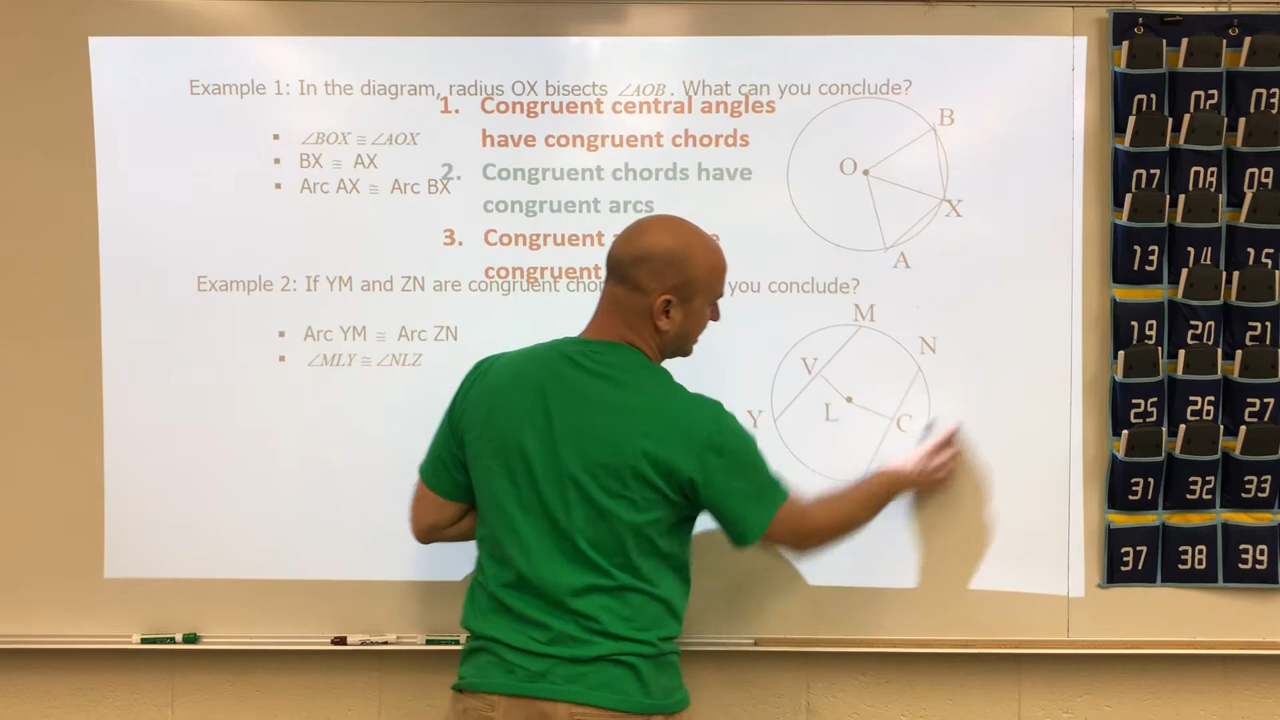 Example 1: In the diagram, radius OX bisects ∠AOB. What can you conclude?
1. Congruent central angles
have congruent chords
▪ ∠BOX ≅ ∠AOX
▪ BX ≅ AX
▪ Arc AX ≅ Arc BX
2. Congruent chords have
congruent arcs
3. Congruent
congruent
B
O
X
A
Example 2: If YM and ZN are congruent you conclude?
▪ Arc YM ≅ Arc ZN
▪ ∠MLY ≅ ∠NLZ
M
N
V
L
C
Y
01 02 03
07 08 09
13 14 15
19 20 21
25 26 27
31 32 33
37 38 39